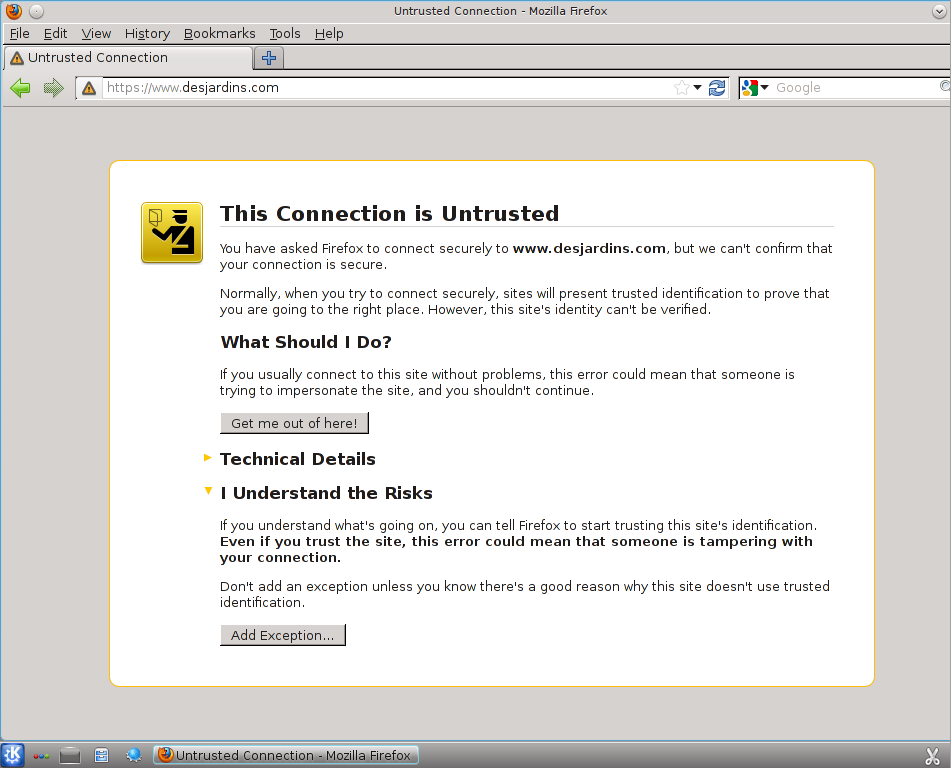 Untrusted Connection - Mozilla Firefox
File Edit View History Bookmarks Tools Help
Untrusted Connection
https://www.desjardins.com
Google
This Connection is Untrusted
You have asked Firefox to connect securely to www.desjardins.com, but we can't confirm that
your connection is secure.
Normally, when you try to connect securely, sites will present trusted identification to prove that
you are going to the right place. However, this site's identity can't be verified.
What Should I Do?
If you usually connect to this site without problems, this error could mean that someone is
trying to impersonate the site, and you shouldn't continue.
Get me out of here!
Technical Details
I Understand the Risks
If you understand what's going on, you can tell Firefox to start trusting this site's identification.
Even if you trust the site, this error could mean that someone is tampering with
your connection.
Don't add an exception unless you know there's a good reason why this site doesn't use trusted
identification.
Add Exception...
Untrusted Connection - Mozilla Firefox